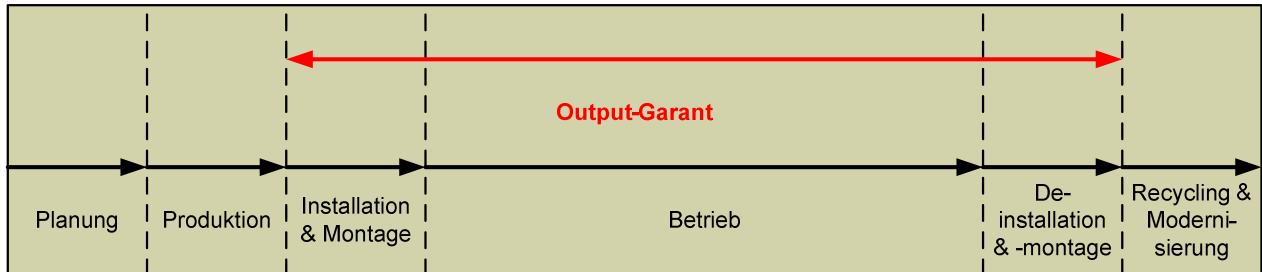 Output-Garant
Planung
Produktion
Installation
& Montage
Betrieb
De-
installation
& -montage
Recycling &
Moderni-
sierung